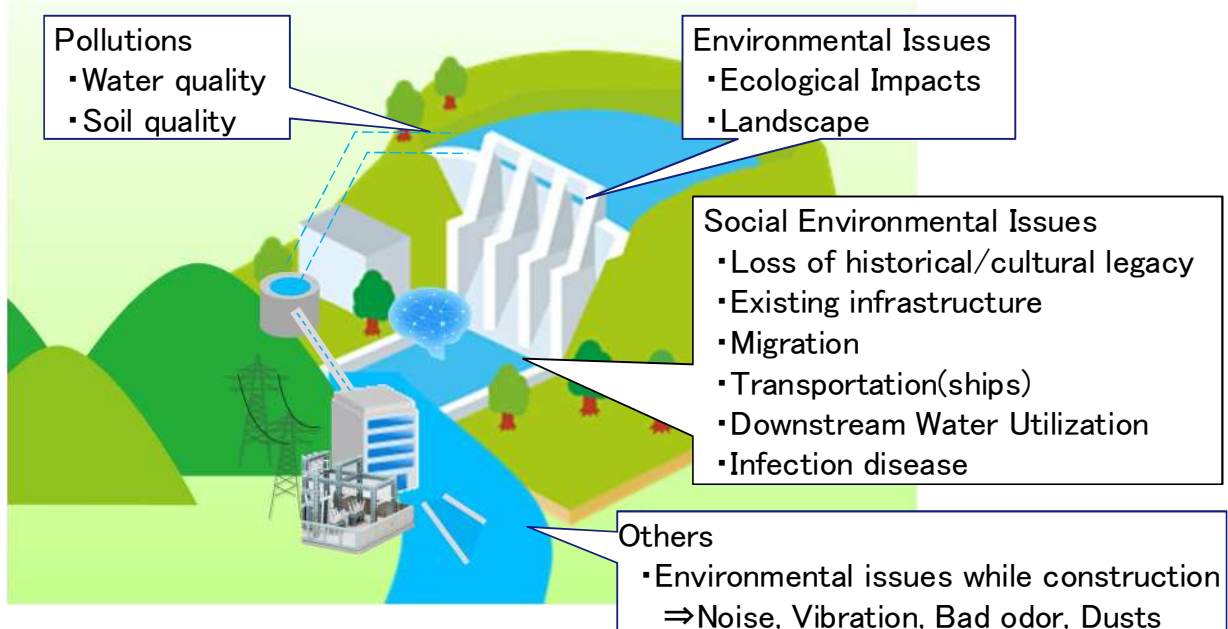 Pollutions
・Water quality
・Soil quality
Environmental Issues
・Ecological Impacts
・Landscape
Social Environmental Issues
・Loss of historical/cultural legacy
・Existing infrastructure
・Migration
・Transportation(ships)
・Downstream Water Utilization
・Infection disease
Others
・Environmental issues while construction
⇒Noise, Vibration, Bad odor, Dusts